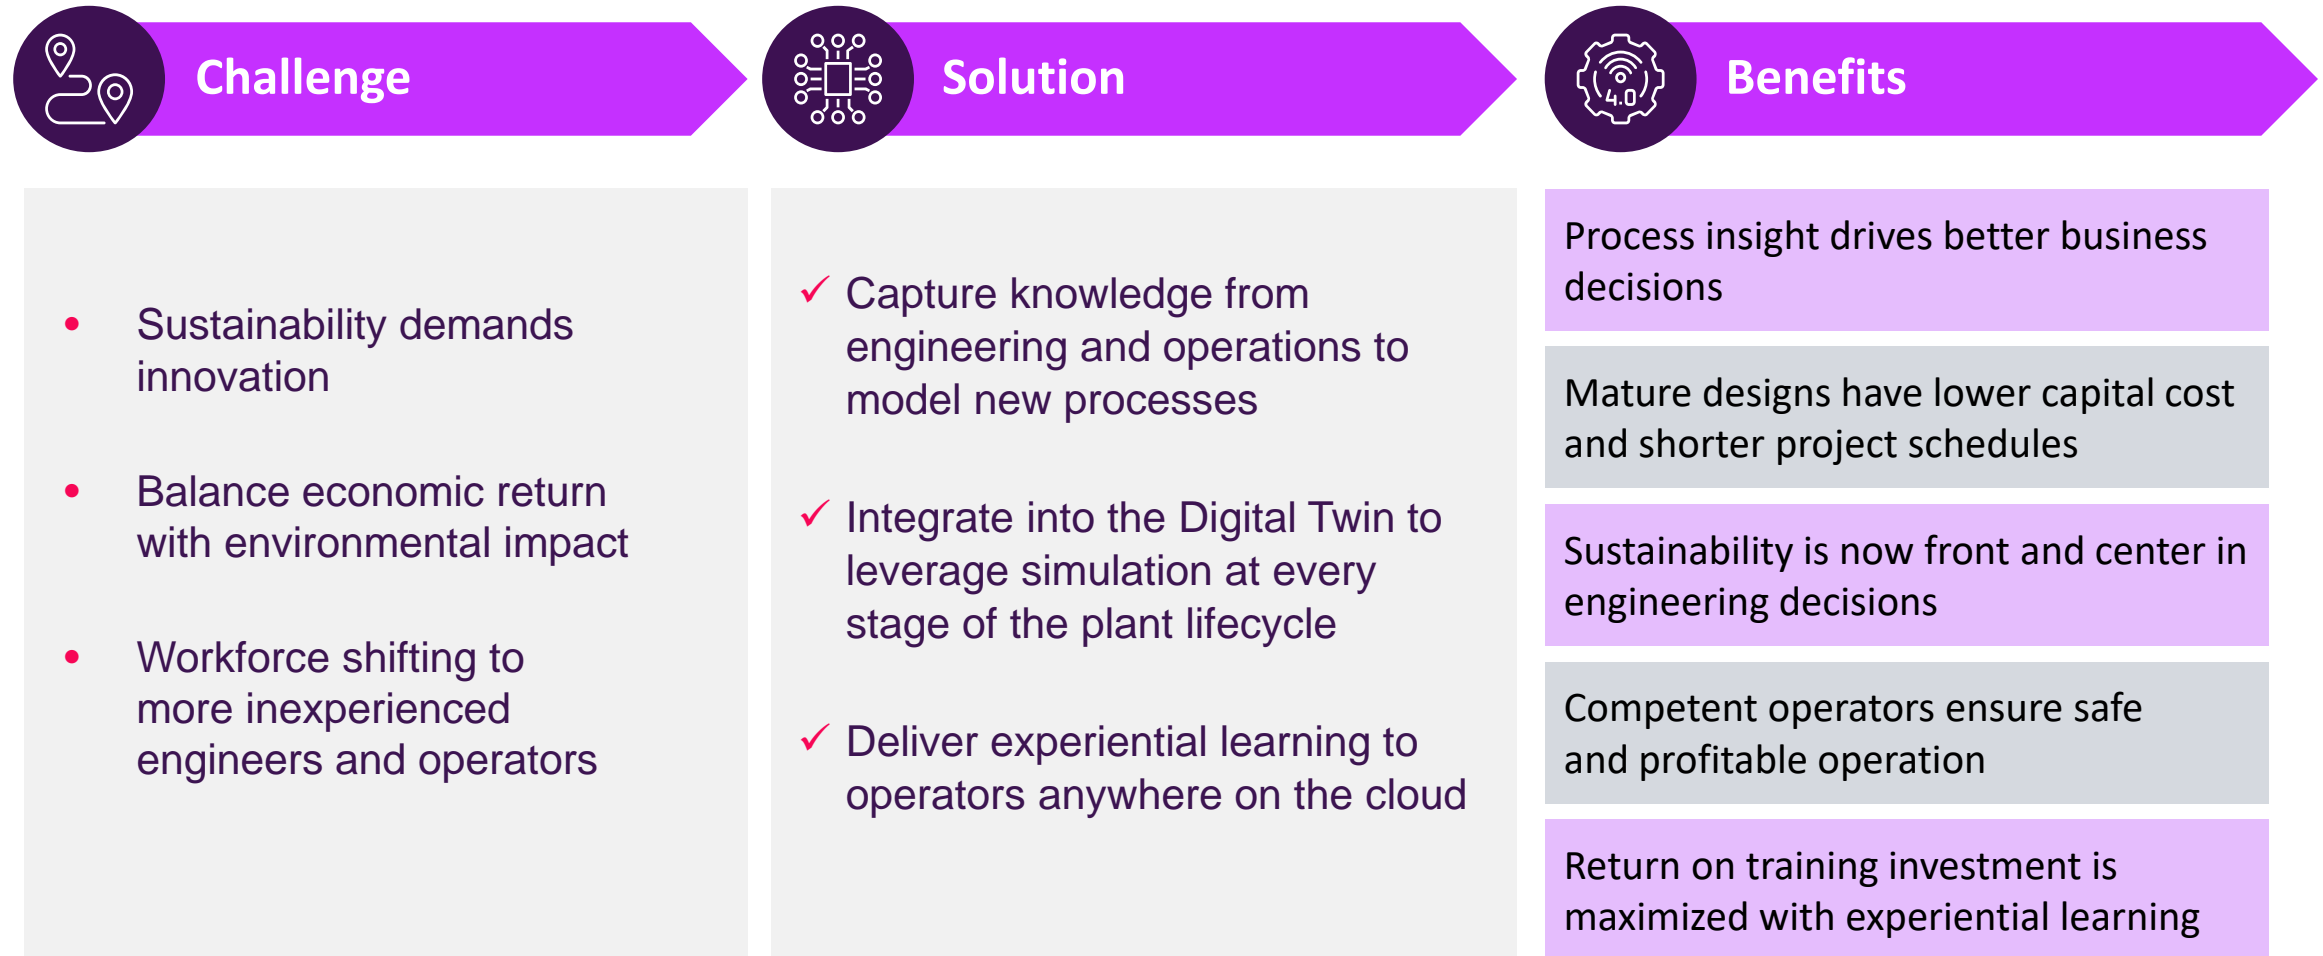 Challenge
Sustainability demands
innovation
Balance economic return
with environmental impact
Workforce shifting to
more inexperienced
engineers and operators
Solution
Capture knowledge from
engineering and operations to
model new processes
Integrate into the Digital Twin to
leverage simulation at every
stage of the plant lifecycle
Deliver experiential learning to
operators anywhere on the cloud
4.0
Benefits
Process insight drives better business
decisions
Mature designs have lower capital cost
and shorter project schedules
Sustainability is now front and center in
engineering decisions
Competent operators ensure safe
and profitable operation
Return on training investment is
maximized with experiential learning